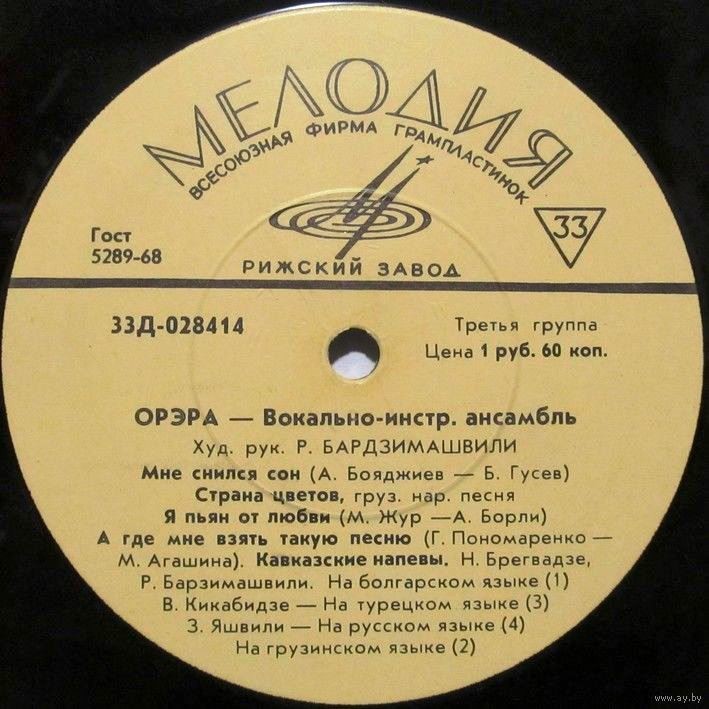 МЕЛОДИЯ
ВСЕСОЮЗНАЯ ФИРМА ГРАМПЛАСТИНОК
33
Гост
5289-68
РИЖСКИЙ ЗАВОД
33Д-028414
Третья группа
Цена 1 руб. 60 коп.
ОРЭРА — Вокально-инстр. ансамбль
Худ. рук. Р. БАРДЗИМАШВИЛИ
Мне снился сон (А. Бояджиев — Б. Гусев)
Страна цветов, груз. нар. песня
Я пьян от любви (М. Жур —А. Борли)
А где мне взять такую песню (Г. Пономаренко —
М. Агашина). Кавказские напевы. Н. Брегвадзе,
Р. Барзимашвили. На болгарском языке (1)
В. Кикабидзе — На турецком языке (3)
З. Яшвили — На русском языке (4)
На грузинском языке (2)
www.ay.by